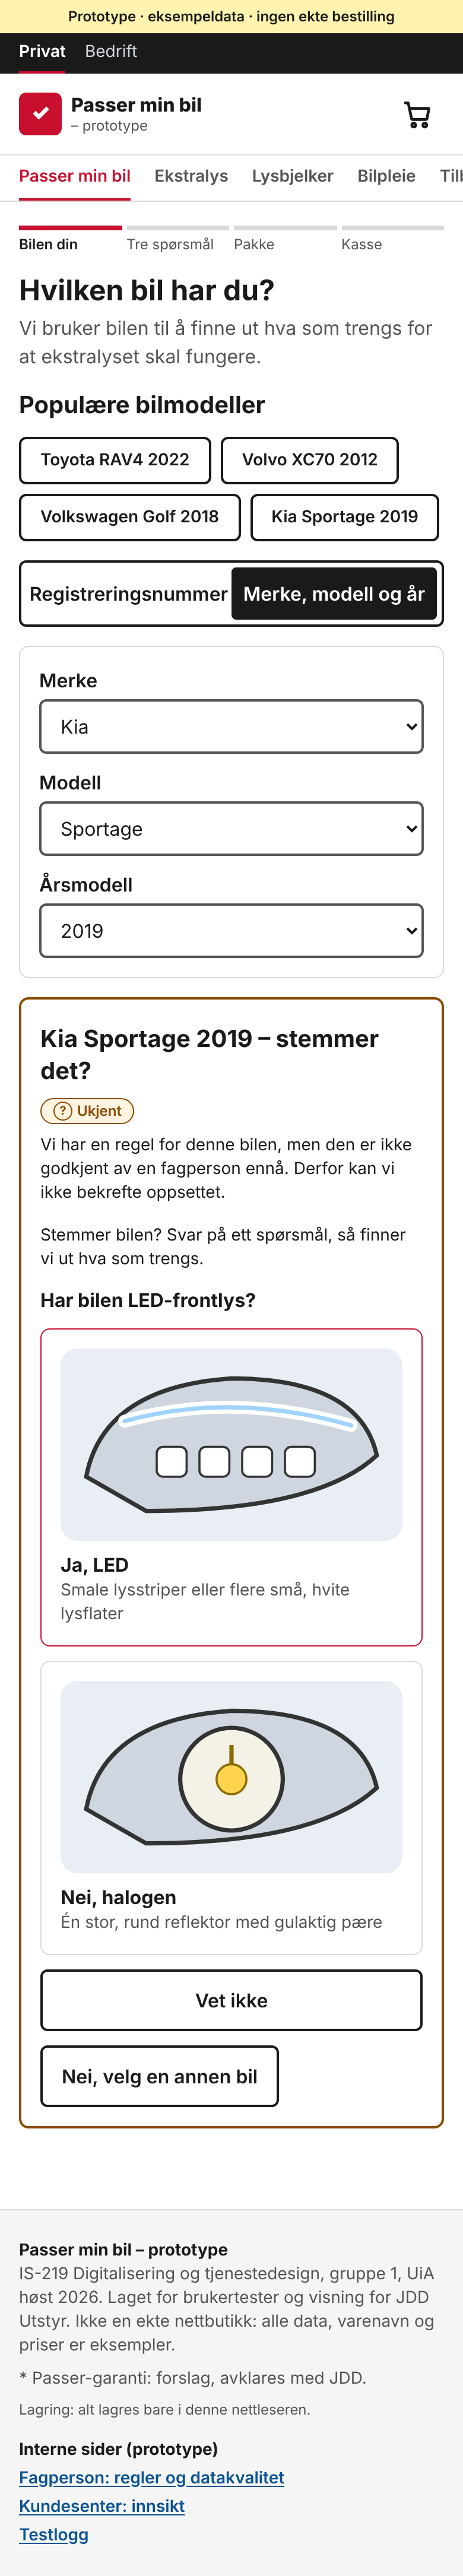 Prototype · eksempeldata · ingen ekte bestilling
Privat Bedrift
Passer min bil
– prototype
Passer min bil Ekstralys Lysbjelker Bilpleie Tilb
Bilen din Tre spørsmål Pakke Kasse
Hvilken bil har du?
Vi bruker bilen til å finne ut hva som trengs for
at ekstralyset skal fungere.
Populære bilmodeller
Toyota RAV4 2022 Volvo XC70 2012
Volkswagen Golf 2018 Kia Sportage 2019
Registreringsnummer Merke, modell og år
Merke
Kia
Modell
Sportage
Årsmodell
2019
Kia Sportage 2019 – stemmer
det?
? Ukjent
Vi har en regel for denne bilen, men den er ikke
godkjent av en fagperson ennå. Derfor kan vi
ikke bekrefte oppsettet.
Stemmer bilen? Svar på ett spørsmål, så finner
vi ut hva som trengs.
Har bilen LED-frontlys?
Ja, LED
Smale lysstriper eller flere små, hvite
lysflater
Nei, halogen
Én stor, rund reflektor med gulaktig pære
Vet ikke
Nei, velg en annen bil
Passer min bil – prototype
IS-219 Digitalisering og tjenestedesign, gruppe 1, UiA
høst 2026. Laget for brukertester og visning for JDD
Utstyr. Ikke en ekte nettbutikk: alle data, varenavn og
priser er eksempler.
* Passer-garanti: forslag, avklares med JDD.
Lagring: alt lagres bare i denne nettleseren.
Interne sider (prototype)
Fagperson: regler og datakvalitet
Kundesenter: innsikt
Testlogg